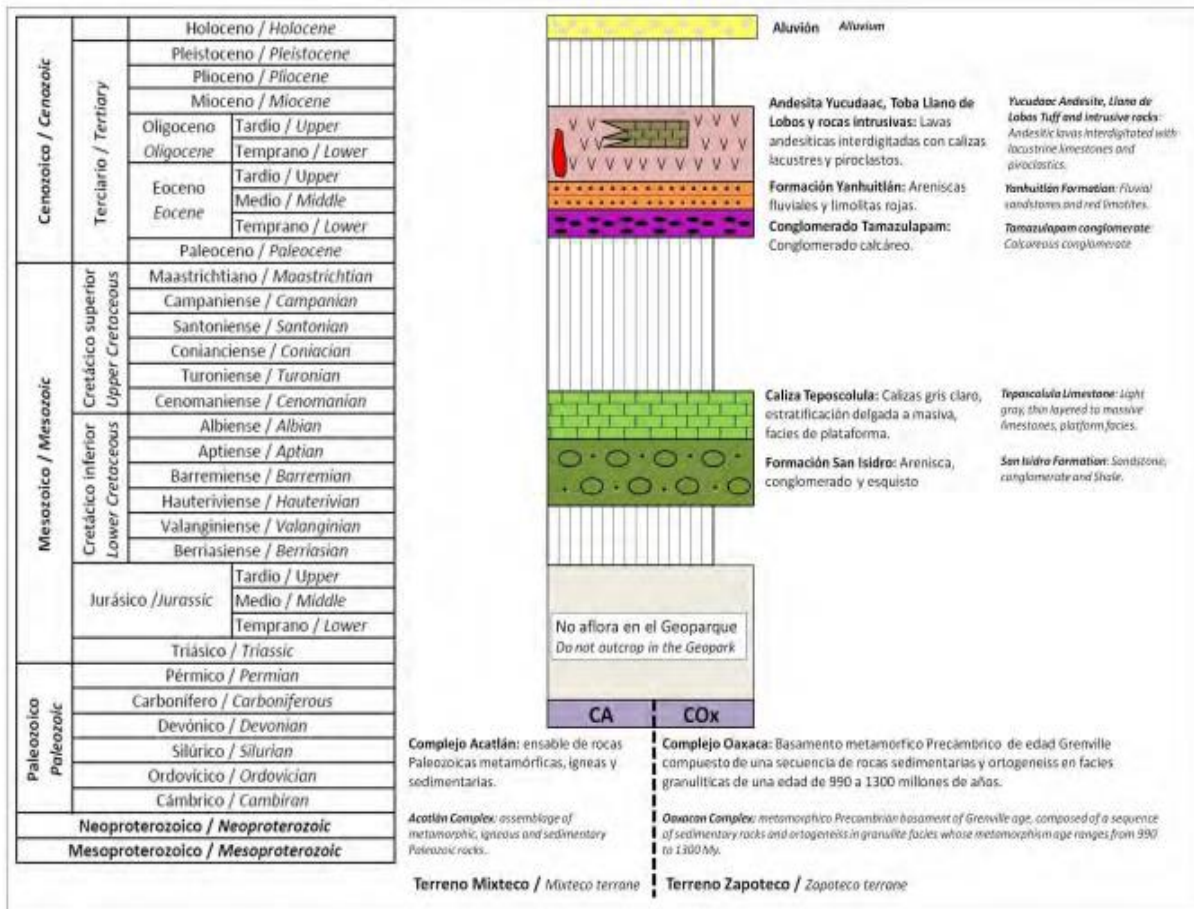 Cenozoico / Cenozoic
Terciario / Tertiary
Holoceno / Holocene
Pleistoceno / Pleistocene
Plioceno / Pliocene
Mioceno / Miocene
Oligoceno
Oligocene
Tardio / Upper
Temprano / Lower
Eoceno
Eocene
Tardio / Upper
Medio / Middle
Temprano / Lower
Paleoceno / Paleocene
Mesozoico / Mesozoic
Cretácico superior
Upper Cretaceous
Maastrichtiano / Maastrichtian
Campaniense / Campanian
Santoniense / Santonian
Conianciense / Coniacian
Turoniense / Turonian
Cenomaniense / Cenomanian
Cretácico inferior
Lower Cretaceous
Albiense / Albian
Aptiense / Aptian
Barremiense / Barremian
Hauteriviense / Hauterivian
Valanginiense / Valanginian
Berriasiense / Berriasian
Jurásico /Jurassic
Tardio / Upper
Medio / Middle
Temprano / Lower
Triásico / Triassic
Paleozoico
Paleozoic
Pérmico / Permian
Carbonífero / Carboniferous
Devónico / Devonian
Silúrico / Silurian
Ordovícico / Ordovician
Cámbrico / Cambiran
Neoproterozoico / Neoproterozoic
Mesoproterozoico / Mesoproterozoic
Aluvión Alluvium
Andesita Yucudaac, Toba Llano de
Lobos y rocas intrusivas: Lavas
andesíticas interdigitadas con calizas
lacustres y piroclastos.
Yucudaac Andesite, Llano de
Lobos Tuff and intrusive rocks:
Andesitic lavas interdigitated with
lacustrine limestones and
piroclastics.
Formación Yanhuitlán: Areniscas
fluviales y limolitas rojas.
Yanhuitlán Formation: Fluvial
sandstones and red limotites.
Conglomerado Tamazulapam:
Conglomerado calcáreo.
Tamazulapam conglomerate:
Calcareous conglomerate
Caliza Teposcolula: Calizas gris claro,
estratificación delgada a masiva,
facies de plataforma.
Teposcolula Limestone: Light
gray, thin layered to massive
limestones, platform facies.
Formación San Isidro: Arenisca,
conglomerado y esquisto
San Isidro Formation: Sandstone,
conglomerate and Shale.
No aflora en el Geoparque
Do not outcrop in the Geopark
CA
COx
Complejo Acatlán: ensable de rocas
Paleozoicas metamórficas, igneas y
sedimentarias.
Acatlán Complex: assemblage of
metamorphic, igneous and sedimentary
Paleozoic rocks.
Terreno Mixteco / Mixteco terrane
Complejo Oaxaca: Basamento metamorfico Precámbrico de edad Grenville
compuesto de una secuencia de rocas sedimentarias y ortogeneiss en facies
granuliticas de una edad de 990 a 1300 millones de años.
Oaxacan Complex: metamorphico Precambrian basament of Grenville age, composed of a sequence
of sedimentary rocks and ortogeneiss in granulite facies whose metamorphism age ranges from 990
to 1300 My.
Terreno Zapoteco / Zapoteco terrane